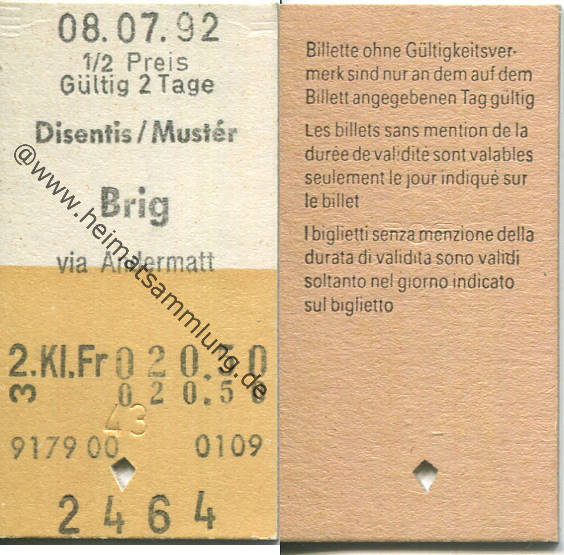 08.07.92
1/2 Preis
Gültig 2 Tage
Disentis/Mustér
Brig
via Andermatt
2.Kl.Fr 020.50
3 020.50
43
9179 00 0109
2464
@www.heimatsammlung.de
Billette ohne Gültigkeitsver-
merk sind nur an dem auf dem
Billett angegebenen Tag gültig
Les billets sans mention de la
durée de validité sont valables
seulement le jour indiqué sur
le billet
I biglietti senza menzione della
durata di validita sono validi
soltanto nel giorno indicato
sul biglietto